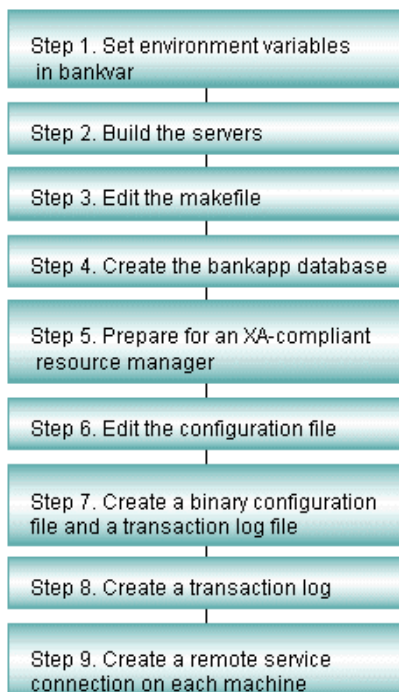 Step 1. Set environment variables
in bankvar
Step 2. Build the servers
Step 3. Edit the makefile
Step 4. Create the bankapp database
Step 5. Prepare for an XA-compliant
resource manager
Step 6. Edit the configuration file
Step 7. Create a binary configuration
file and a transaction log file
Step 8. Create a transaction log
Step 9. Create a remote service
connection on each machine